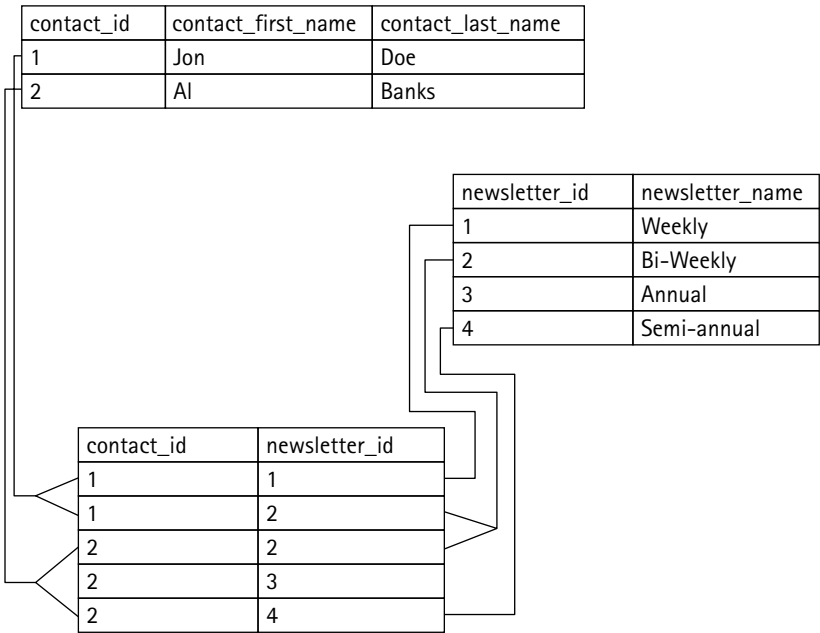 contact_id contact_first_name contact_last_name
1 Jon Doe
2 Al Banks
newsletter_id newsletter_name
1 Weekly
2 Bi-Weekly
3 Annual
4 Semi-annual
contact_id newsletter_id
1 1
1 2
2 2
2 3
2 4